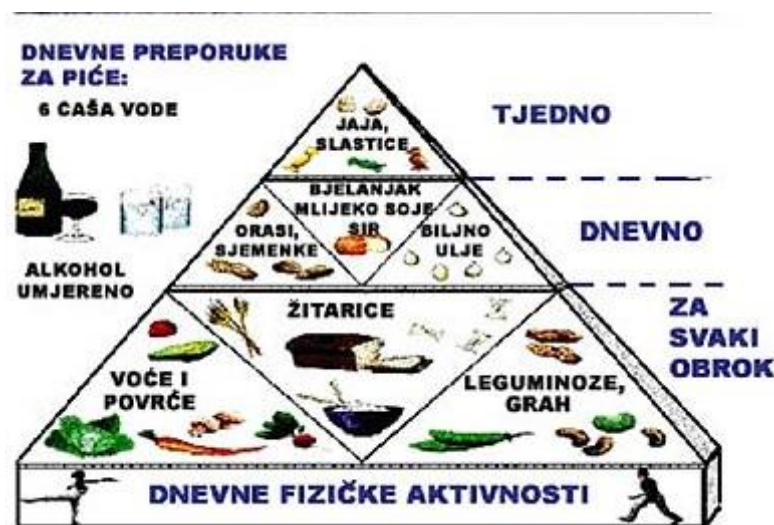 DNEVNE PREPORUKE
ZA PIĆE:
6 ČAŠA VODE
ALKOHOL
UMJERENO
JAJA,
SLASTICE
TJEDNO
BJELANJAK
MLIJEKO SOJE
SIR
ORASI,
SJEMENKE
BILJNO
ULJE
DNEVNO
ŽITARICE
VOĆE I
POVRČE
LEGUMINOZE,
GRAH
ZA
SVAKI
OBROK
DNEVNE FIZIČKE AKTIVNOSTI